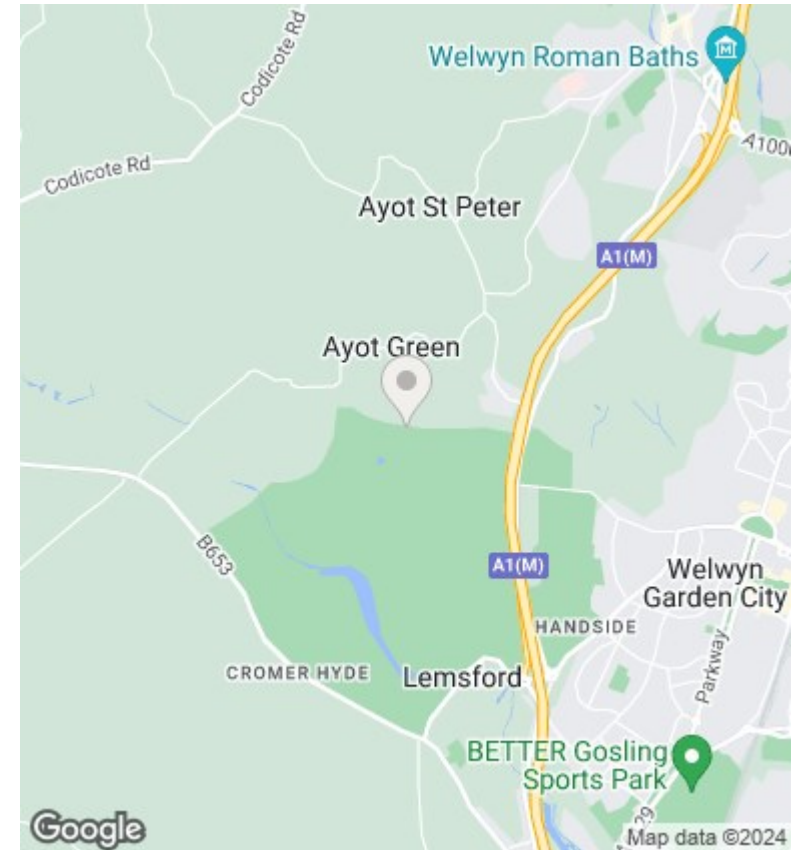 Codicote Rd
Welwyn Roman Baths
A100
Codicote Rd
Ayot St Peter
A1(M)
Ayot Green
B653
A1(M)
Welwyn
Garden City
HANDSIDE
CROMER HYDE
Lemsford
Parkway
BETTER Gosling
Sports Park
Google
Map data ©2024